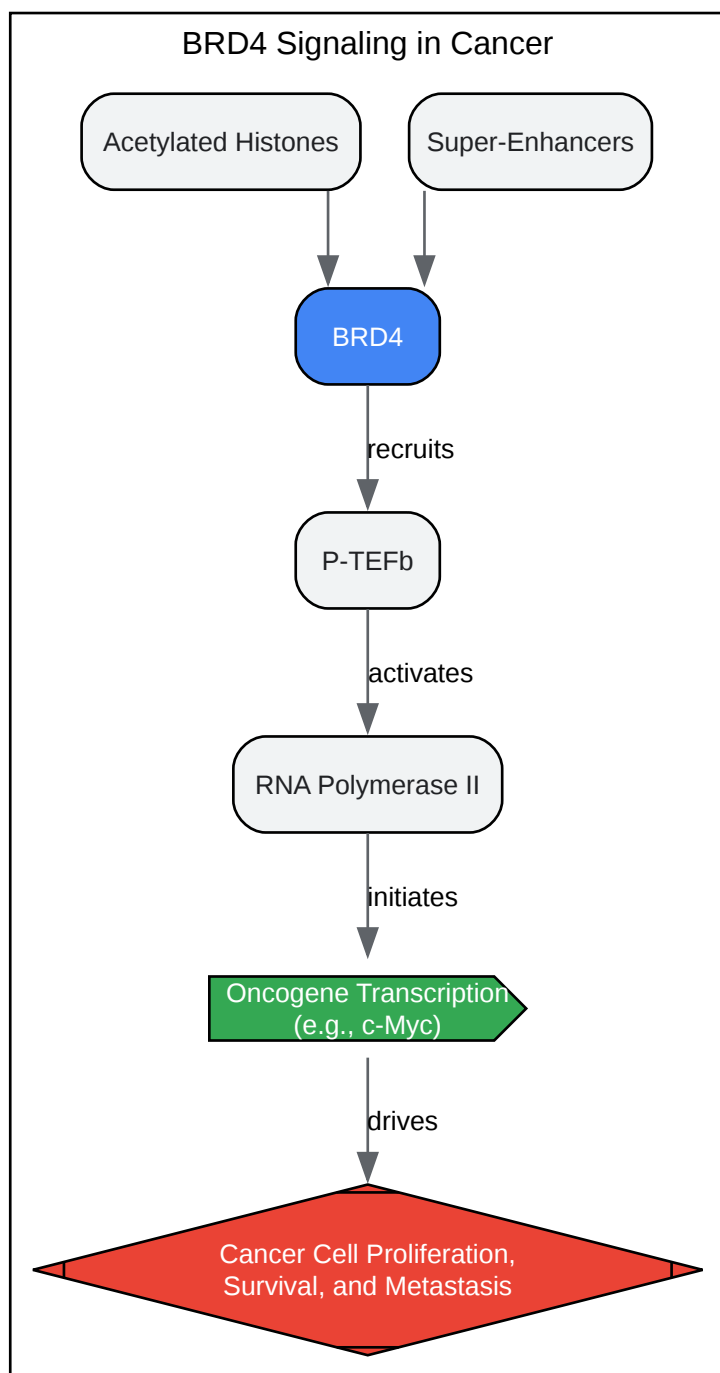 BRD4 Signaling in Cancer
Acetylated Histones
Super-Enhancers
BRD4
recruits
P-TEFb
activates
RNA Polymerase II
initiates
Oncogene Transcription
(e.g., c-Myc)
drives
Cancer Cell Proliferation,
Survival, and Metastasis